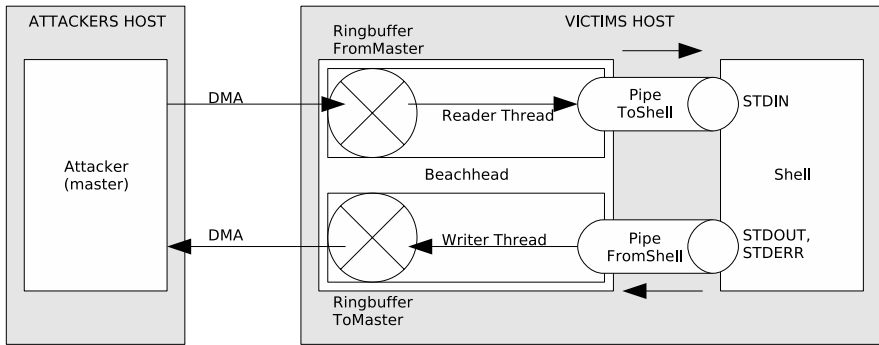 ATTACKERS HOST
VICTIMS HOST
Ringbuffer
FromMaster
DMA
Reader Thread
Pipe
ToShell
STDIN
Attacker
(master)
Beachhead
Shell
DMA
Writer Thread
Pipe
FromShell
STDOUT,
STDERR
Ringbuffer
ToMaster